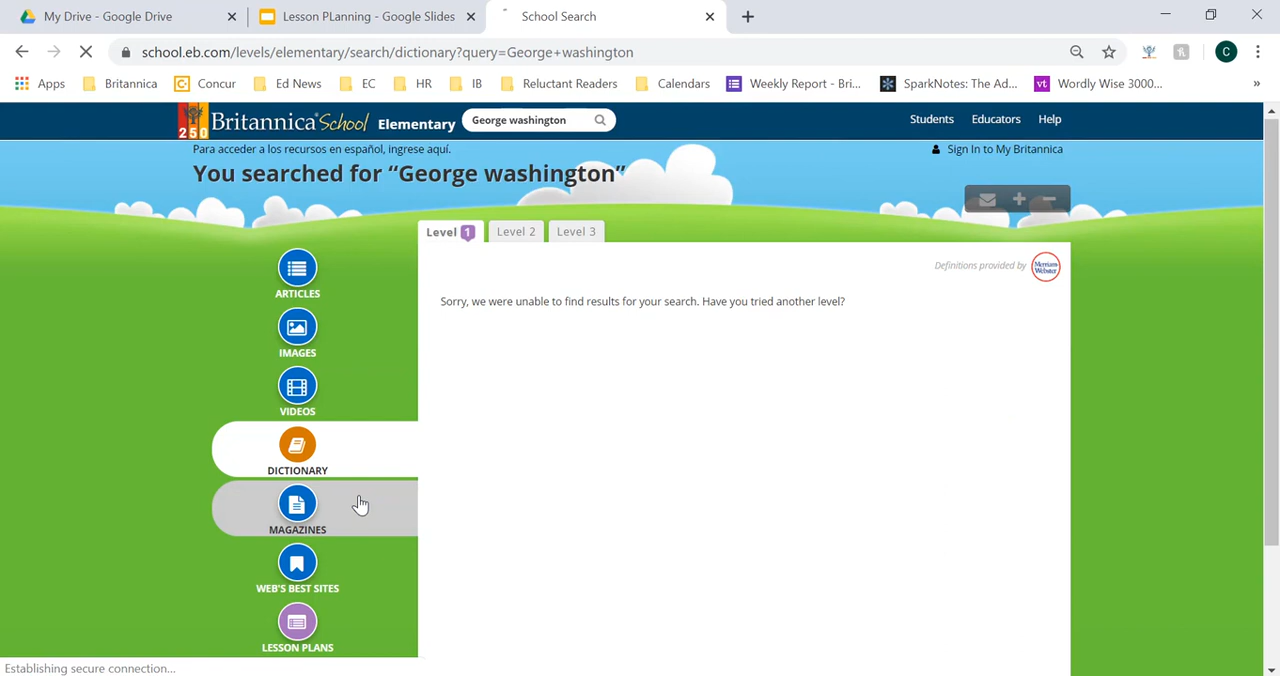 My Drive - Google Drive
Lesson PLanning - Google Slides
School Search
school.eb.com/levels/elementary/search/dictionary?query=George+washington
C
Apps Britannica Concur Ed News EC HR IB Reluctant Readers Calendars Weekly Report - Bri... SparkNotes: The Ad... Wordly Wise 3000... »
250 Britannica School Elementary George washington Students Educators Help
Para acceder a los recursos en español, ingrese aquí. Sign In to My Britannica
You searched for “George washington”
Level 1 Level 2 Level 3
Definitions provided by Merriam-Webster
Sorry, we were unable to find results for your search. Have you tried another level?
ARTICLES
IMAGES
VIDEOS
DICTIONARY
MAGAZINES
WEB'S BEST SITES
LESSON PLANS
Establishing secure connection...